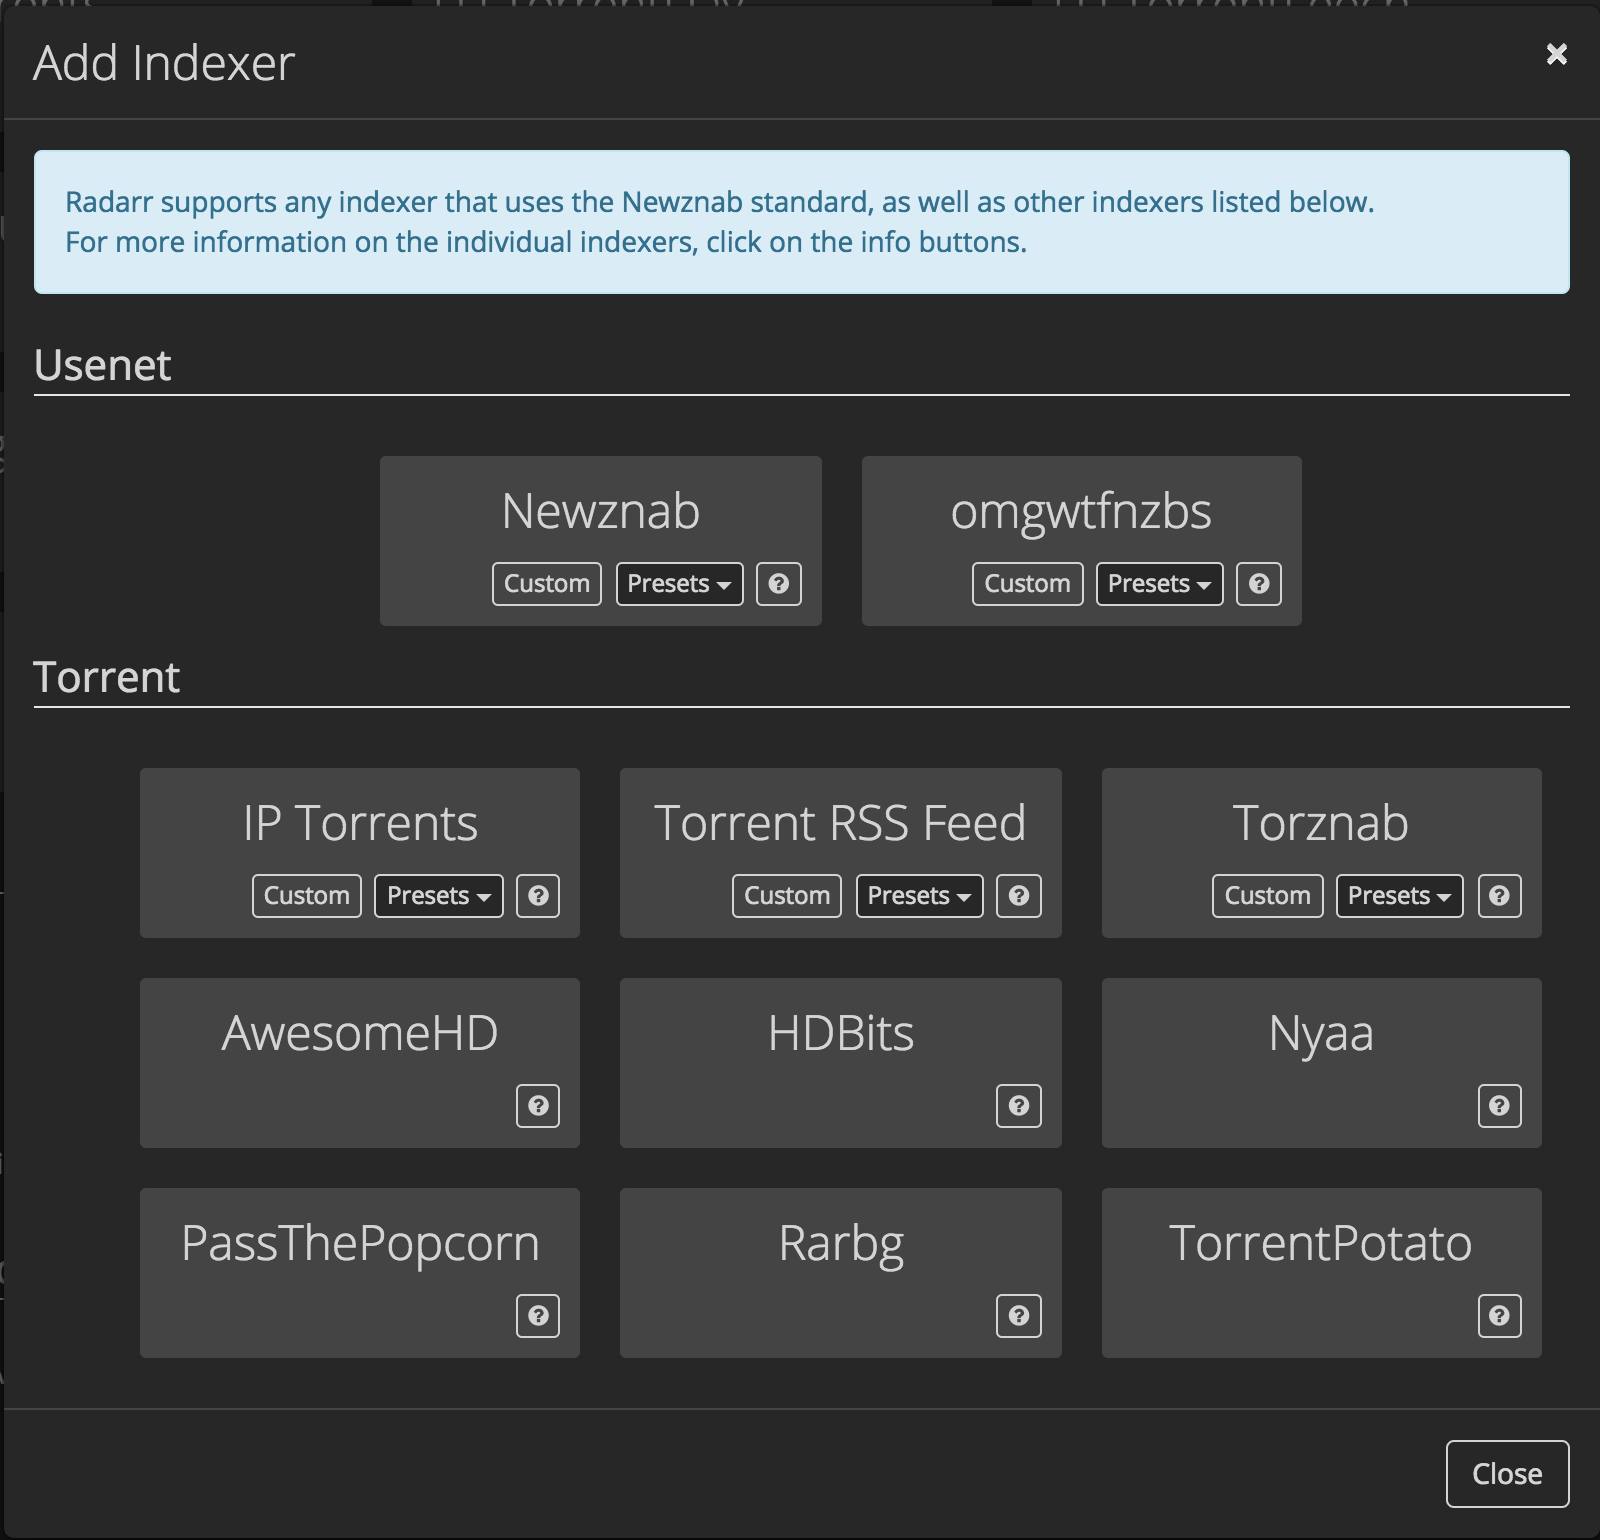 Add Indexer
Radarr supports any indexer that uses the Newznab standard, as well as other indexers listed below.
For more information on the individual indexers, click on the info buttons.
Usenet
Newznab
Custom Presets
omgwtfnzbs
Custom Presets
Torrent
IP Torrents
Custom Presets
Torrent RSS Feed
Custom Presets
Torznab
Custom Presets
AwesomeHD
HDBits
Nyaa
PassThePopcorn
Rarbg
TorrentPotato
Close